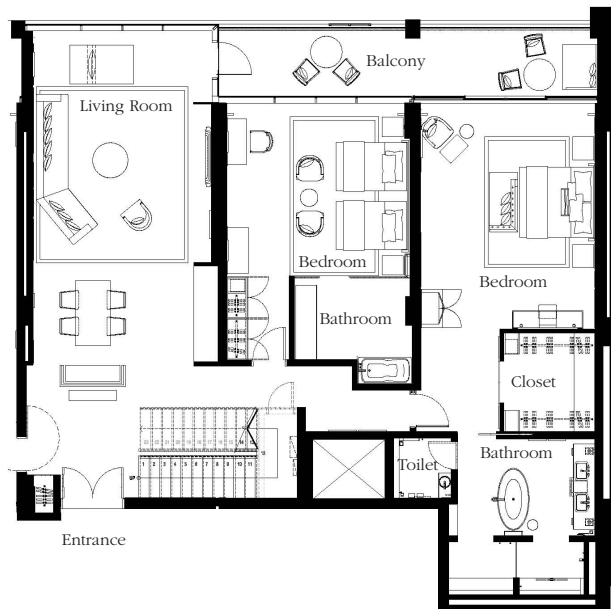 Balcony
Living Room
Bedroom
Bedroom
Bathroom
Closet
Bathroom
Toilet
1 2 3 4 5 6 7 8 9 10 11
Entrance